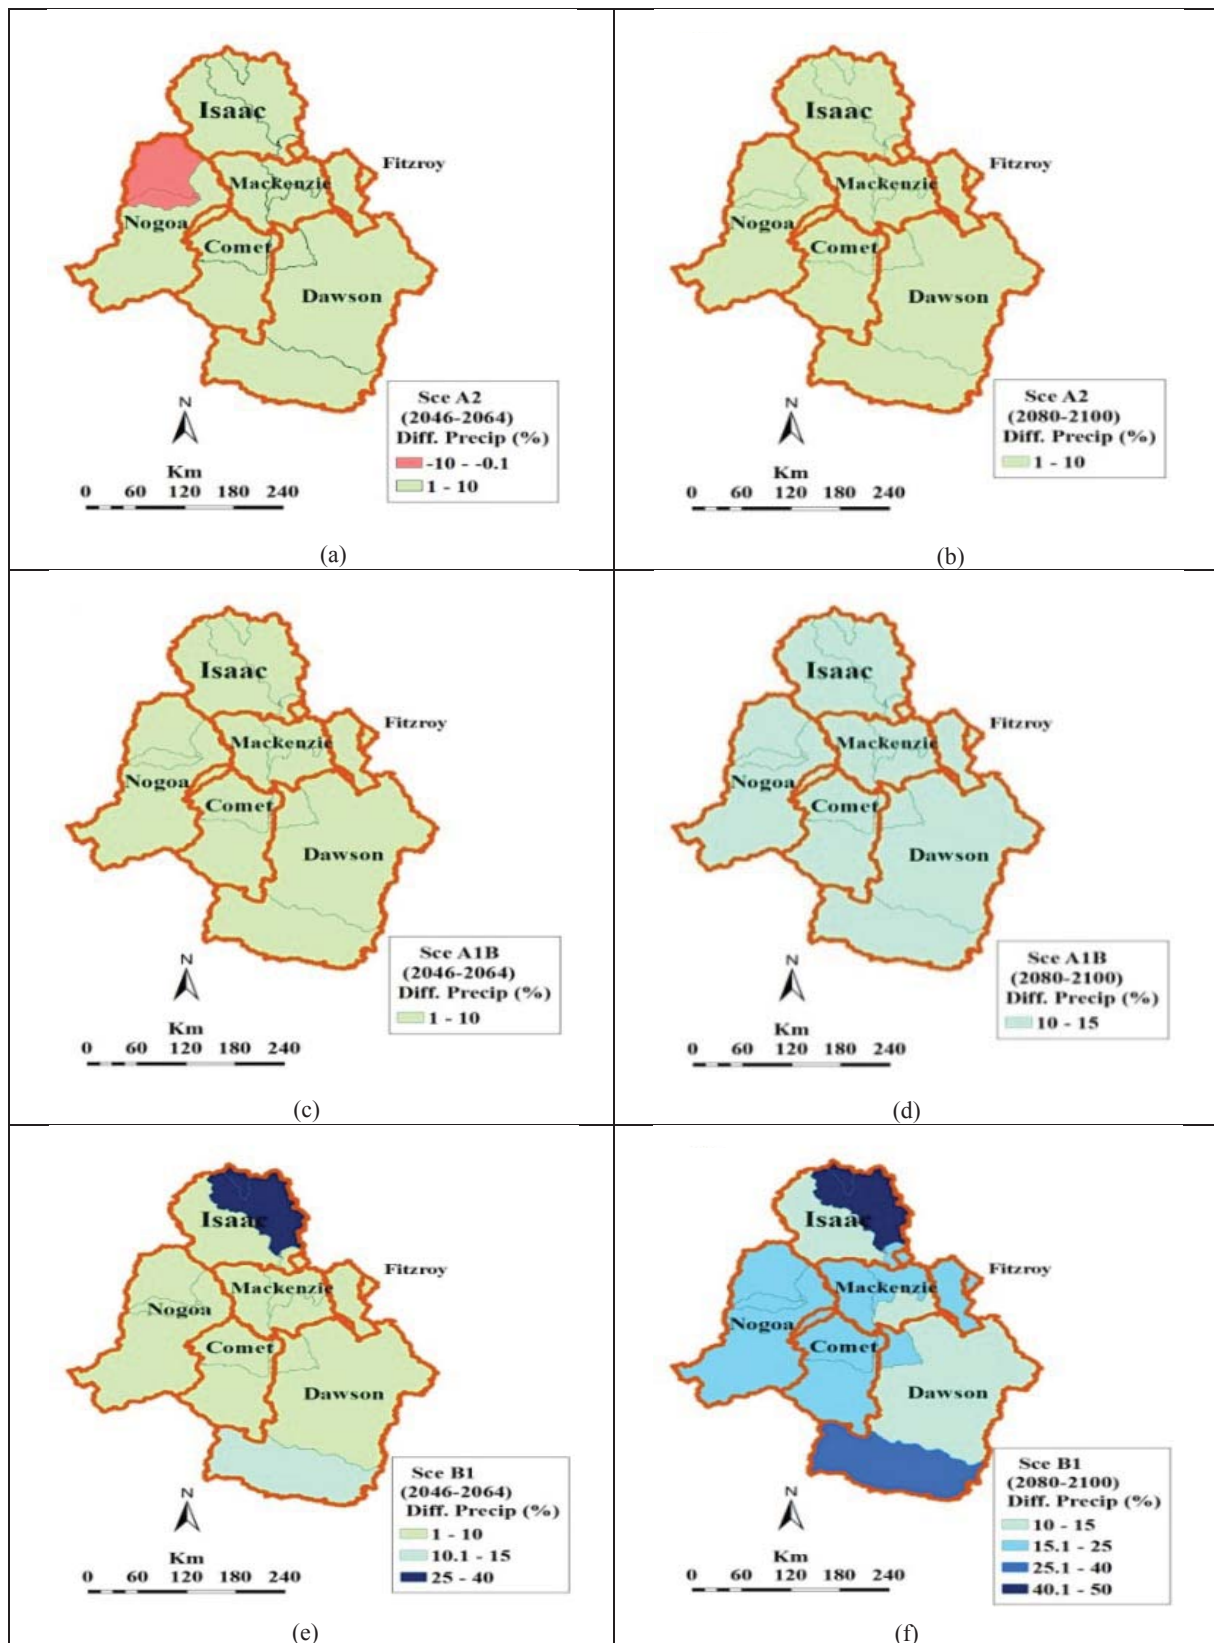 Isaac
Fitzroy
Mackenzie
Nogoa
Comet
Dawson
Sce A2
(2046-2064)
Diff. Precip (%)
-10 - -0.1
1 - 10
N
Km
0 60 120 180 240
(a)
Isaac
Fitzroy
Mackenzie
Nogoa
Comet
Dawson
Sce A2
(2080-2100)
Diff. Precip (%)
1 - 10
N
Km
0 60 120 180 240
(b)
Isaac
Fitzroy
Mackenzie
Nogoa
Comet
Dawson
Sce A1B
(2046-2064)
Diff. Precip (%)
1 - 10
N
Km
0 60 120 180 240
(c)
Isaac
Fitzroy
Mackenzie
Nogoa
Comet
Dawson
Sce A1B
(2080-2100)
Diff. Precip (%)
10 - 15
N
Km
0 60 120 180 240
(d)
Isaac
Fitzroy
Mackenzie
Nogoa
Comet
Dawson
Sce B1
(2046-2064)
Diff. Precip (%)
1 - 10
10.1 - 15
25 - 40
N
Km
0 60 120 180 240
(e)
Isaac
Fitzroy
Mackenzie
Nogoa
Comet
Dawson
Sce B1
(2080-2100)
Diff. Precip (%)
10 - 15
15.1 - 25
25.1 - 40
40.1 - 50
N
Km
0 60 120 180 240
(f)